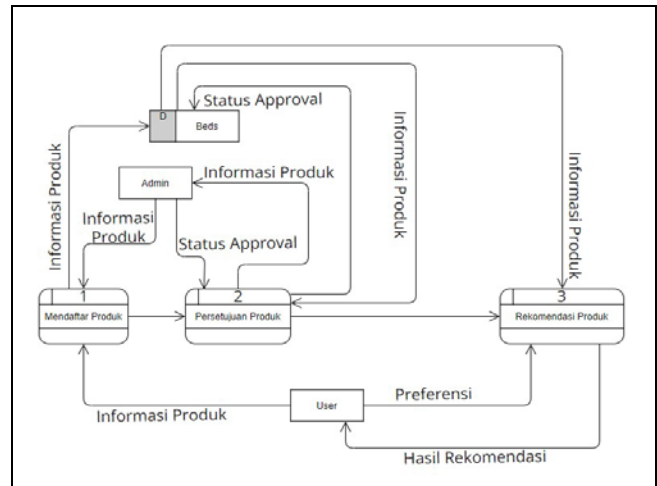 D
Beds
Status Approval
Admin
Informasi Produk
Informasi
Produk
Status Approval
Informasi Produk
Informasi Produk
Informasi Produk
1
Mendaftar Produk
2
Persetujuan Produk
3
Rekomendasi Produk
User
Preferensi
Informasi Produk
Hasil Rekomendasi